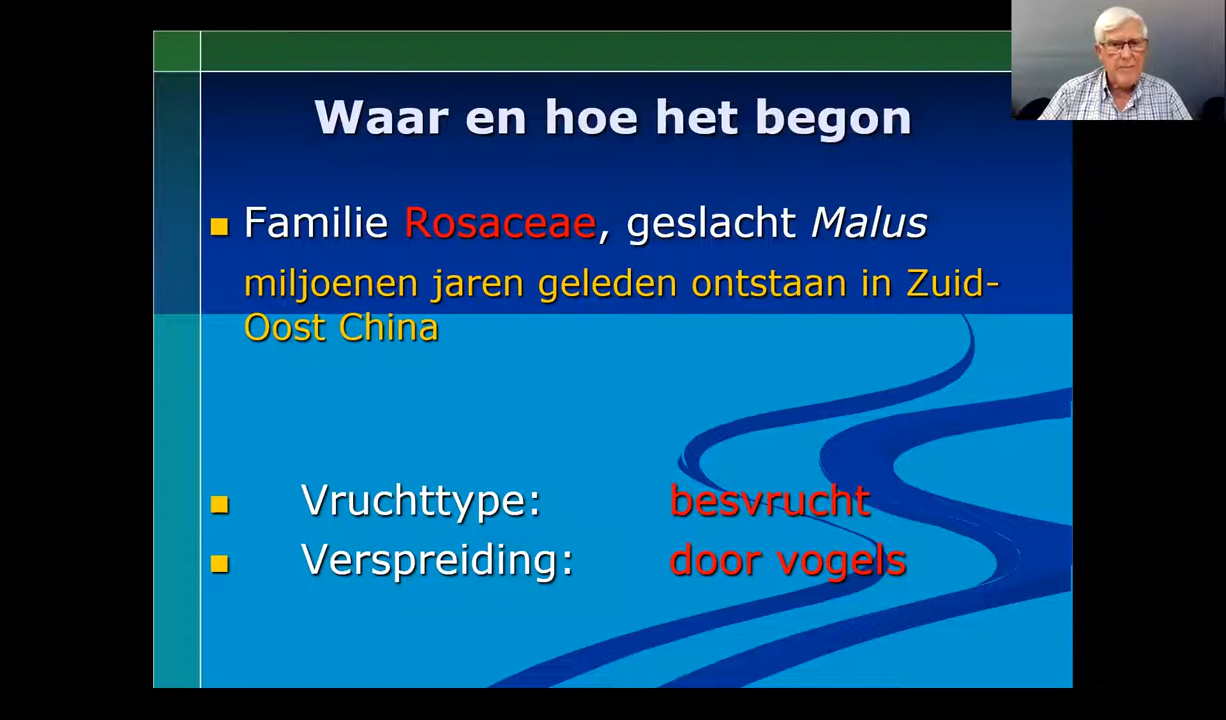 Waar en hoe het begon
Familie Rosaceae, geslacht Malus
miljoenen jaren geleden ontstaan in Zuid-
Oost China
Vruchttype: besvrucht
Verspreiding: door vogels